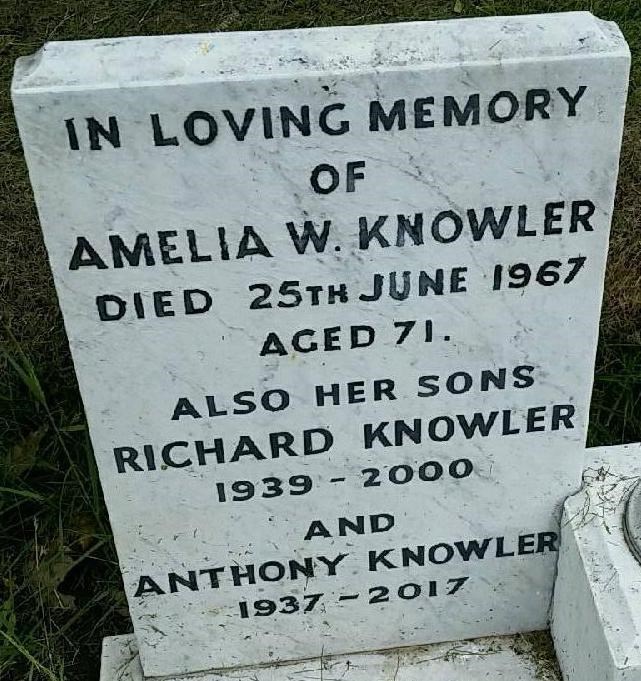 IN LOVING MEMORY
OF
AMELIA W. KNOWLER
DIED 25TH JUNE 1967
AGED 71.
ALSO HER SONS
RICHARD KNOWLER
1939 - 2000
AND
ANTHONY KNOWLER
1937 - 2017